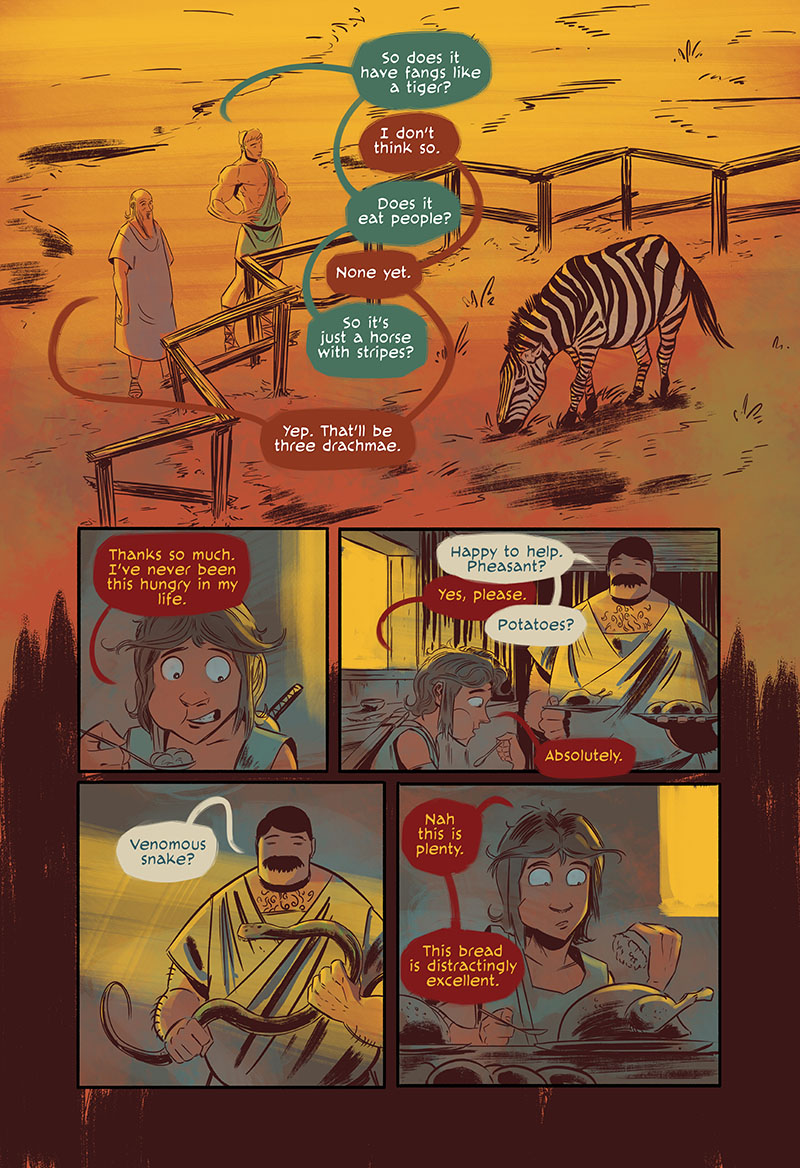 So does it
have fangs like
a tiger?
I don't
think so.
Does it
eat people?
None yet.
So it's
just a horse
with stripes?
Yep. That'll be
three drachmae.
Thanks so much.
I've never been
this hungry in my
life.
Happy to help.
Pheasant?
Yes, please.
Potatoes?
Absolutely.
Venomous
snake?
Nah
this is
plenty.
This bread
is distractingly
excellent.